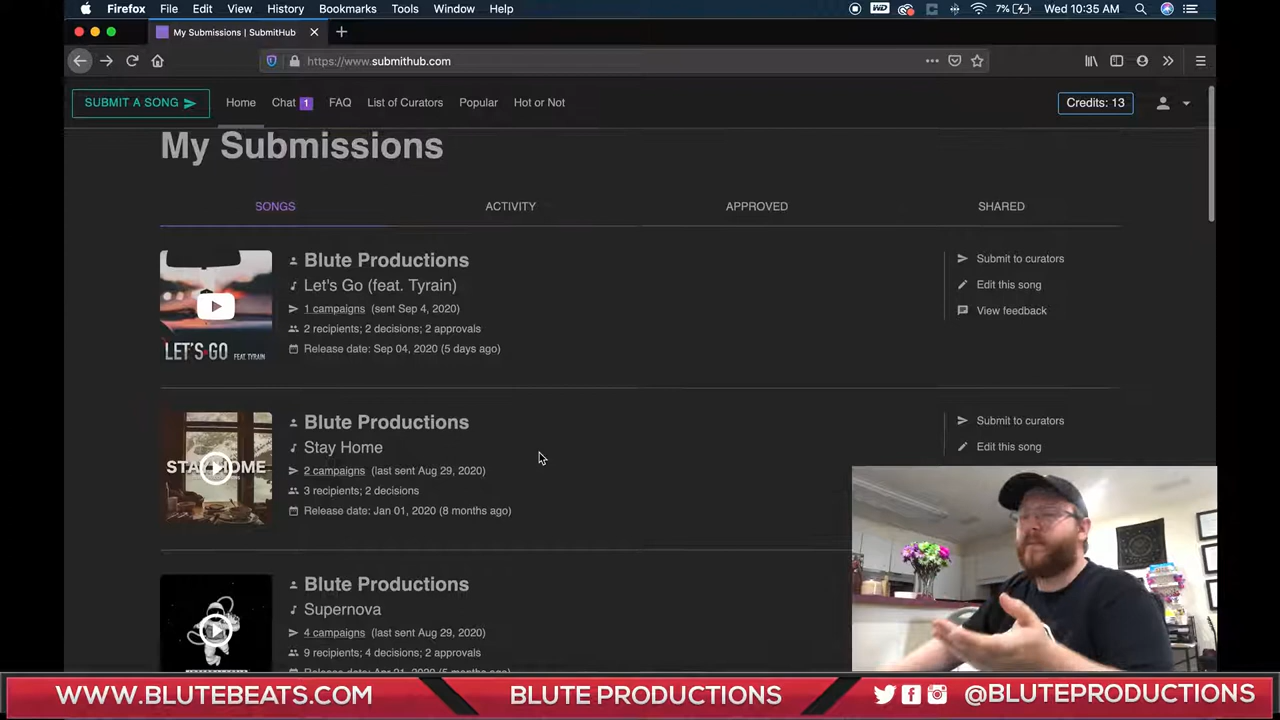 Firefox File Edit View History Bookmarks Tools Window Help 7% Wed 10:35 AM
My Submissions | SubmitHub
https://www.submithub.com
SUBMIT A SONG Home Chat 1 FAQ List of Curators Popular Hot or Not Credits: 13
My Submissions
SONGS ACTIVITY APPROVED SHARED
Blute Productions
Let's Go (feat. Tyrain)
1 campaigns (sent Sep 4, 2020)
2 recipients; 2 decisions; 2 approvals
Release date: Sep 04, 2020 (5 days ago)
Submit to curators
Edit this song
View feedback
LET'S GO FEAT. TYRAIN
Blute Productions
Stay Home
2 campaigns (last sent Aug 29, 2020)
3 recipients; 2 decisions
Release date: Jan 01, 2020 (8 months ago)
Submit to curators
Edit this song
STAY HOME
Blute Productions
Supernova
4 campaigns (last sent Aug 29, 2020)
9 recipients; 4 decisions; 2 approvals
WWW.BLUTEBEATS.COM BLUTE PRODUCTIONS @BLUTEPRODUCTIONS